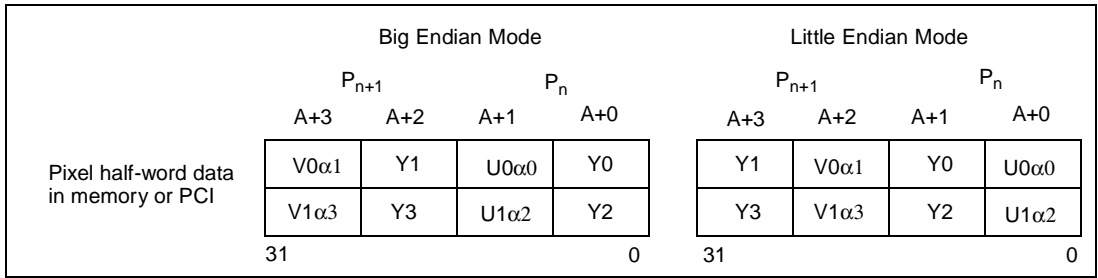 Big Endian Mode Little Endian Mode
Pn+1 Pn Pn+1 Pn
A+3 A+2 A+1 A+0 A+3 A+2 A+1 A+0
Pixel half-word data
in memory or PCI
V0α1 Y1 U0α0 Y0 Y1 V0α1 Y0 U0α0
V1α3 Y3 U1α2 Y2 Y3 V1α3 Y2 U1α2
31 0 31 0